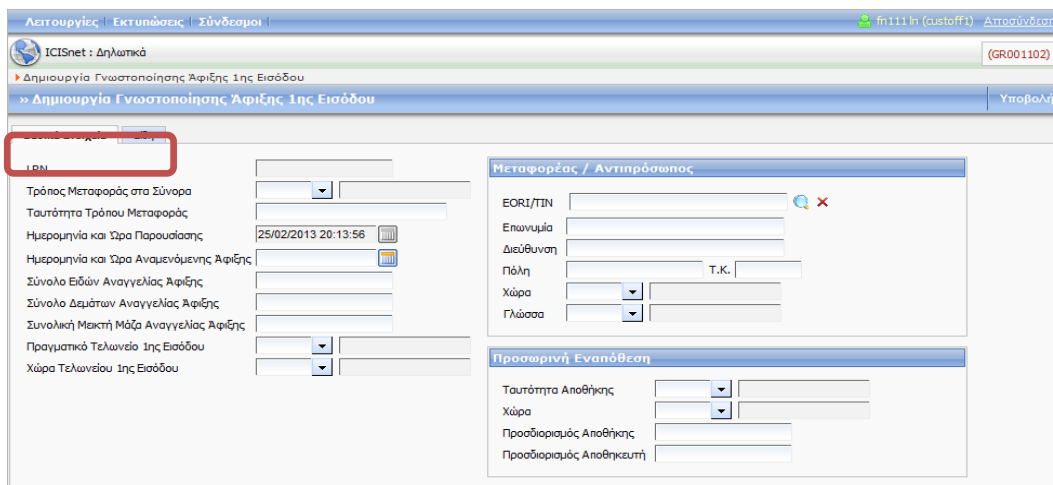 Λειτουργίες | Εκτυπώσεις | Σύνδεσμοι |
fn111 ln (custoff1) Αποσύνδεση
ICISnet : Δηλωτικά
(GR001102)
Δημιουργία Γνωστοποίησης Άφιξης 1ης Εισόδου
» Δημιουργία Γνωστοποίησης Άφιξης 1ης Εισόδου
Υποβολή
LRN
Τρόπος Μεταφοράς στα Σύνορα
Ταυτότητα Τρόπου Μεταφοράς
Ημερομηνία και Ώρα Παρουσίασης 25/02/2013 20:13:56
Ημερομηνία και Ώρα Αναμενόμενης Άφιξης
Σύνολο Ειδών Αναγγελίας Άφιξης
Σύνολο Δεμάτων Αναγγελίας Άφιξης
Συνολική Μεικτή Μάζα Αναγγελίας Άφιξης
Πραγματικό Τελωνείο 1ης Εισόδου
Χώρα Τελωνείου 1ης Εισόδου
Μεταφορέας / Αντιπρόσωπος
EORI/TIN
Επωνυμία
Διεύθυνση
Πόλη Τ.Κ.
Χώρα
Γλώσσα
Προσωρινή Εναπόθεση
Ταυτότητα Αποθήκης
Χώρα
Προσδιορισμός Αποθήκης
Προσδιορισμός Αποθηκευτή